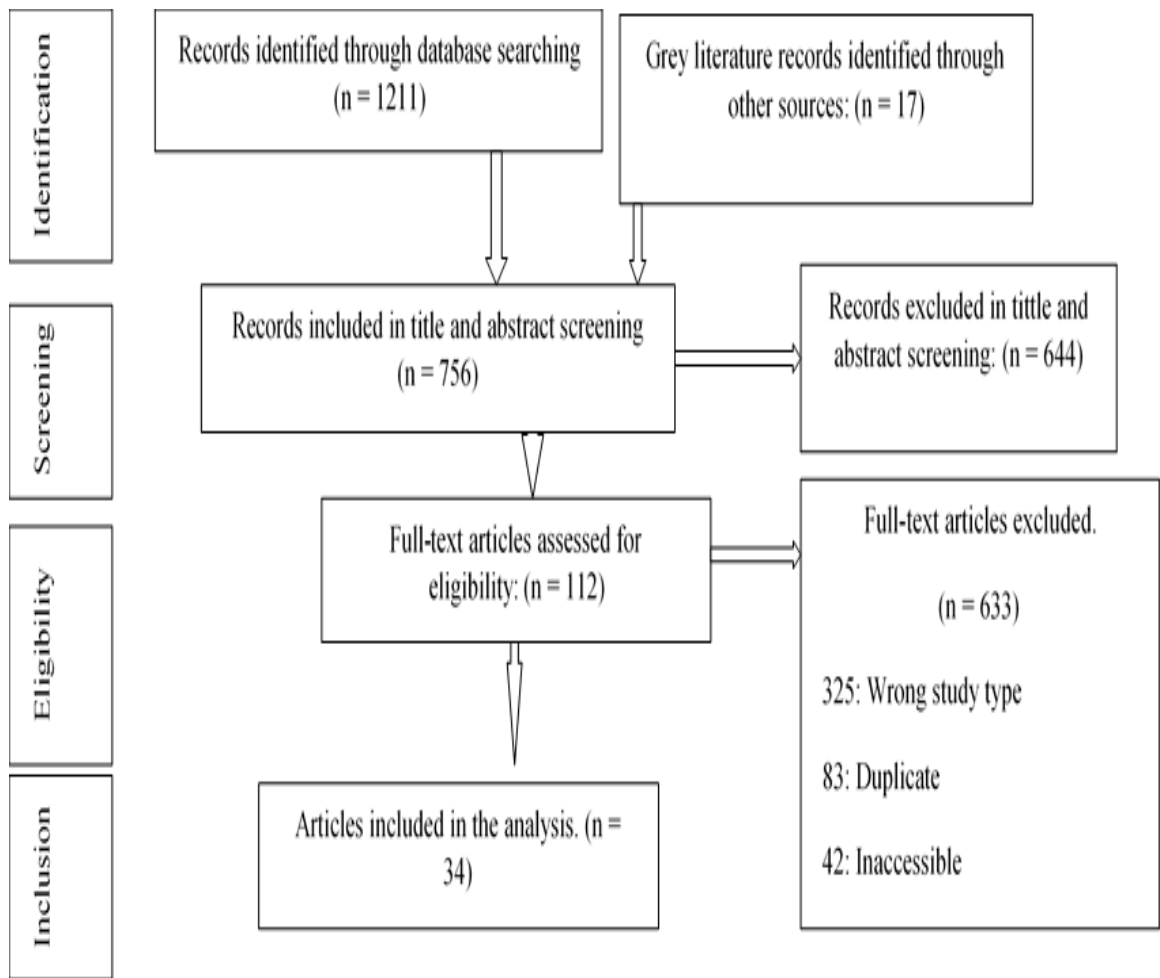 Identification
Records identified through database searching
(n = 1211)
Grey literature records identified through
other sources: (n = 17)
Screening
Records included in title and abstract screening
(n = 756)
Records excluded in tittle and
abstract screening: (n = 644)
Eligibility
Full-text articles assessed for
eligibility: (n = 112)
Full-text articles excluded.
(n = 633)
325: Wrong study type
83: Duplicate
42: Inaccessible
Inclusion
Articles included in the analysis. (n =
34)